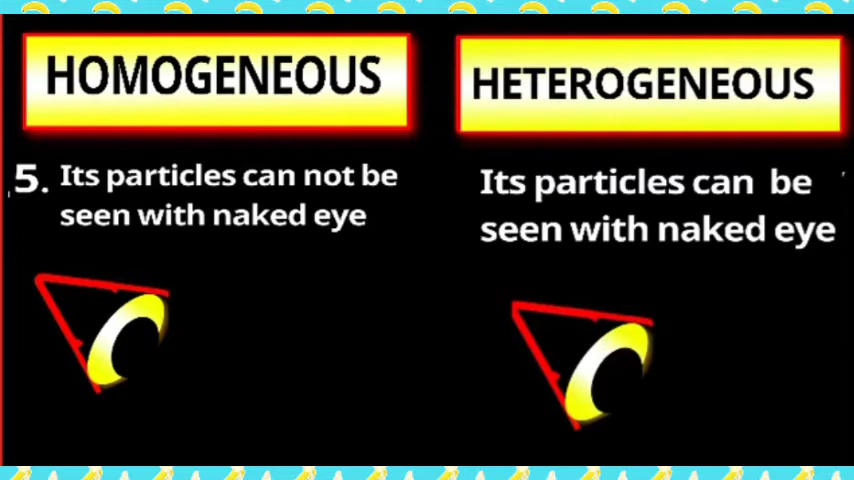 HOMOGENEOUS
HETEROGENEOUS
5. Its particles can not be
seen with naked eye
Its particles can be
seen with naked eye